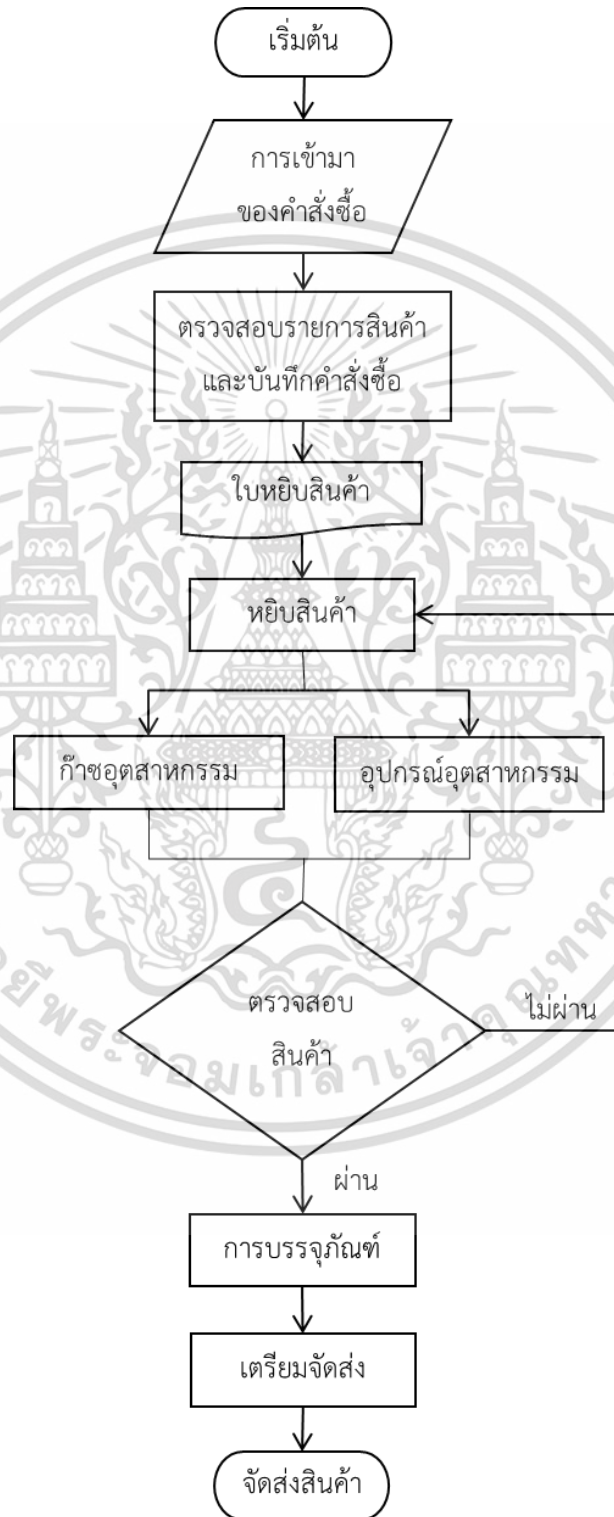 เริ่มต้น
การเข้ามา
ของคำสั่งซื้อ
ตรวจสอบรายการสินค้า
และบันทึกคำสั่งซื้อ
ใบหยิบสินค้า
หยิบสินค้า
ก๊าซอุตสาหกรรม
อุปกรณ์อุตสาหกรรม
ตรวจสอบ
สินค้า
ไม่ผ่าน
ผ่าน
การบรรจุภัณฑ์
เตรียมจัดส่ง
จัดส่งสินค้า